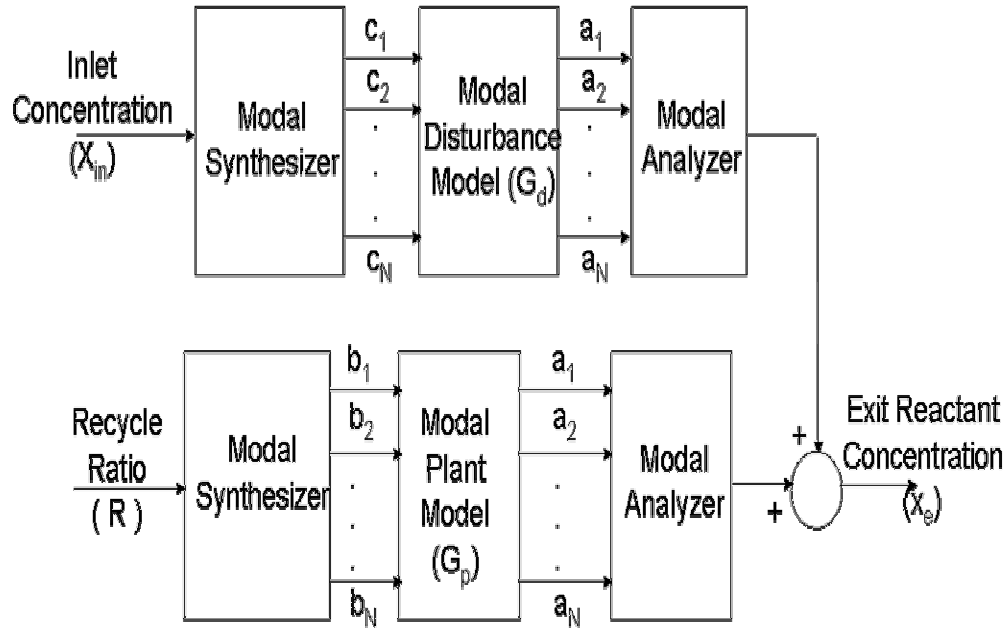 Inlet
Concentration
(X_in)
Modal
Synthesizer
c_1
c_2
c_N
Modal
Disturbance
Model (G_d)
a_1
a_2
a_N
Modal
Analyzer
Recycle
Ratio
( R )
Modal
Synthesizer
b_1
b_2
b_N
Modal
Plant
Model
(G_p)
a_1
a_2
a_N
Modal
Analyzer
+
+
Exit Reactant
Concentration
(x_e)